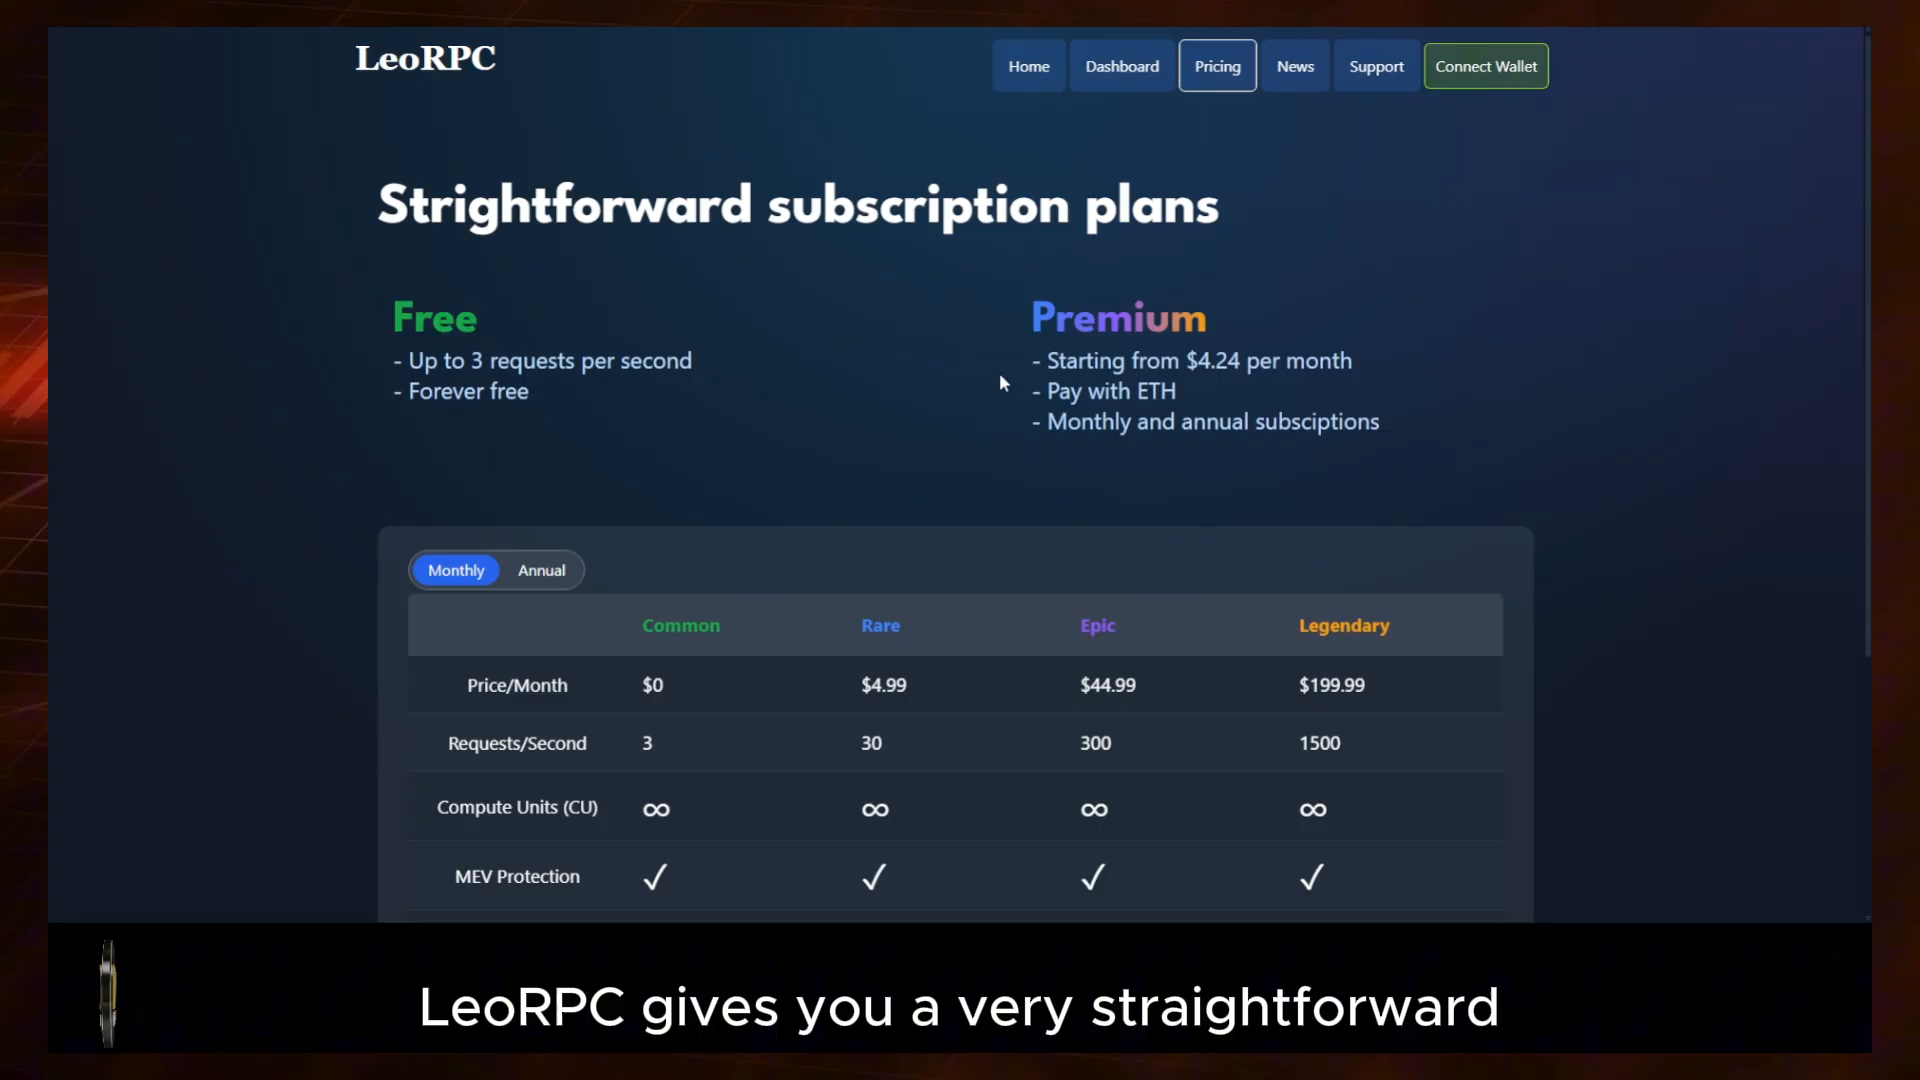 LeoRPC
Home Dashboard Pricing News Support Connect Wallet
Strightforward subscription plans
Free
- Up to 3 requests per second
- Forever free
Premium
- Starting from $4.24 per month
- Pay with ETH
- Monthly and annual subsciptions
Monthly Annual
Common Rare Epic Legendary
Price/Month $0 $4.99 $44.99 $199.99
Requests/Second 3 30 300 1500
Compute Units (CU) ∞ ∞ ∞ ∞
MEV Protection ✓ ✓ ✓ ✓
LeoRPC gives you a very straightforward